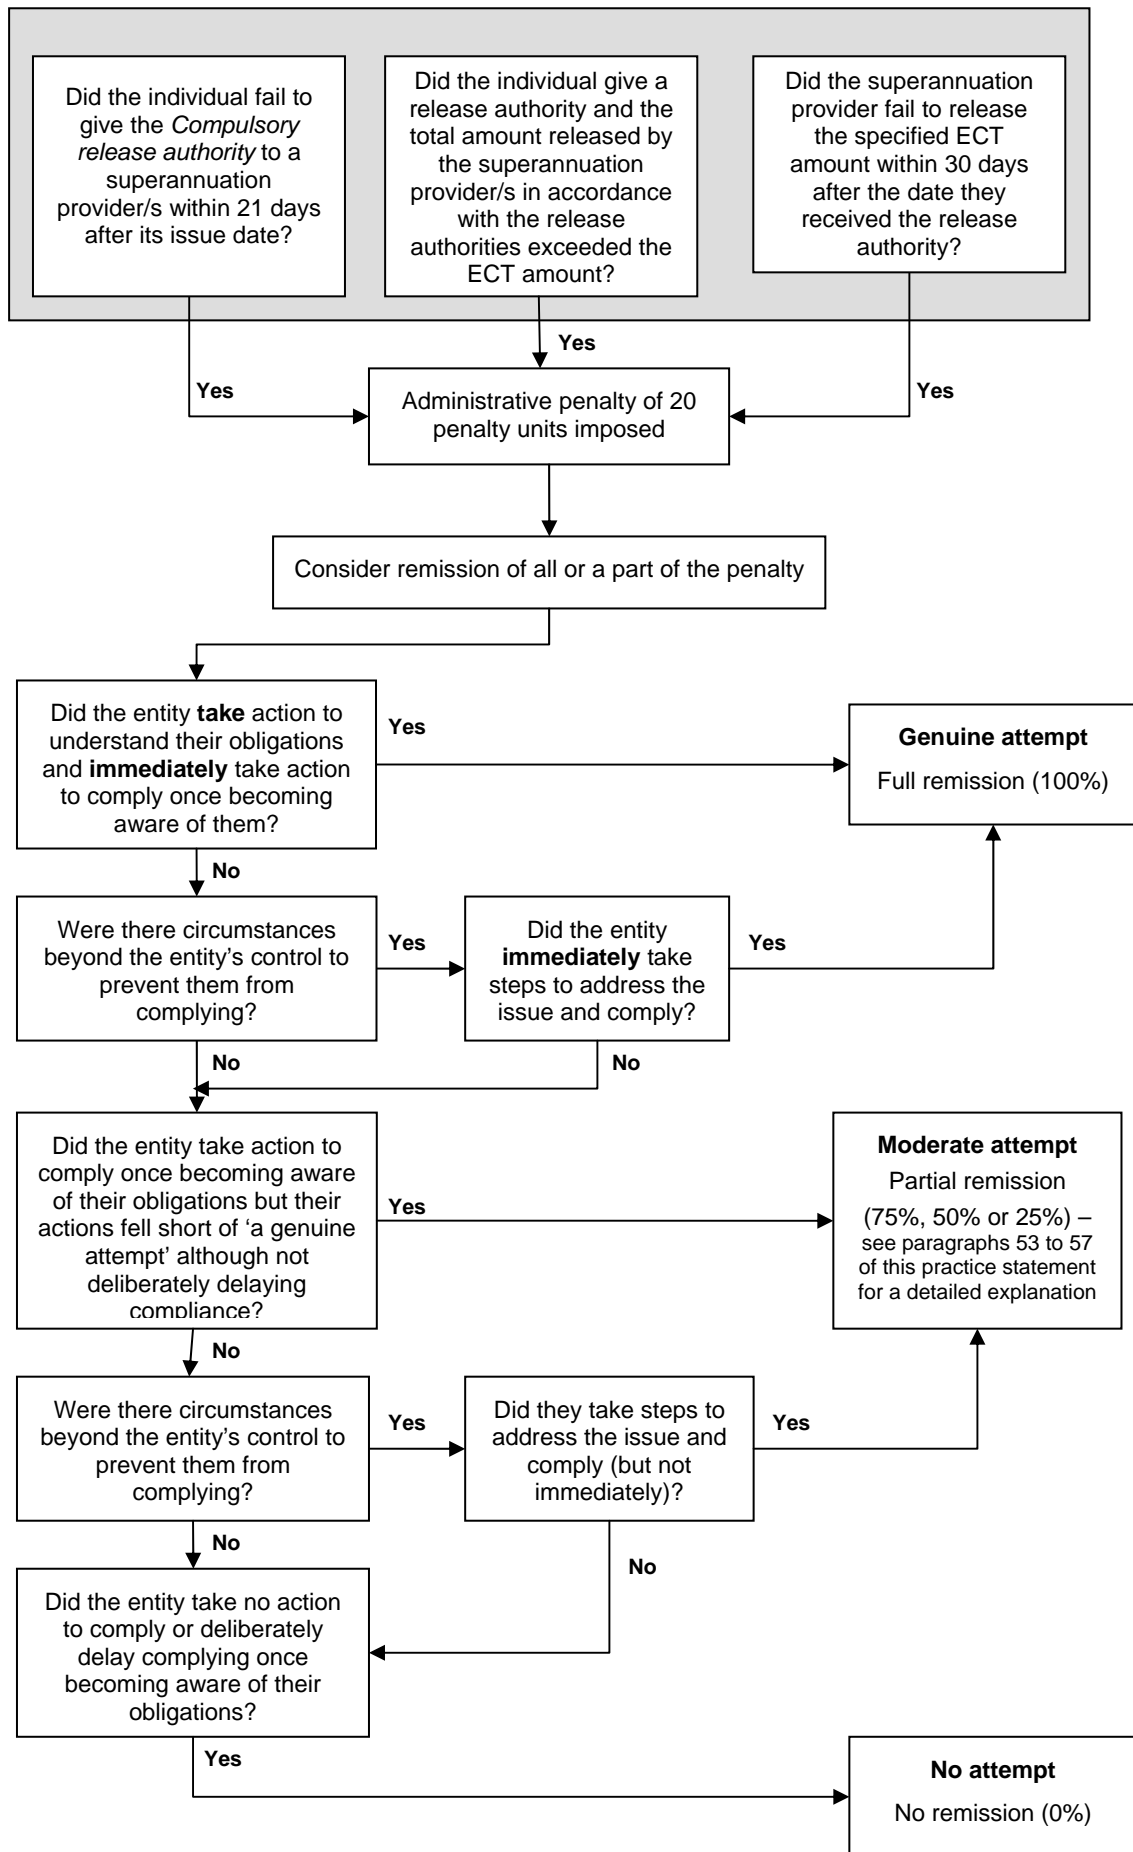 Did the individual fail to
give the Compulsory
release authority to a
superannuation
provider/s within 21 days
after its issue date?
Did the individual give a
release authority and the
total amount released by
the superannuation
provider/s in accordance
with the release
authorities exceeded the
ECT amount?
Did the superannuation
provider fail to release
the specified ECT
amount within 30 days
after the date they
received the release
authority?
Yes
Yes
Yes
Administrative penalty of 20
penalty units imposed
Consider remission of all or a part of the penalty
Did the entity take action to
understand their obligations
and immediately take action
to comply once becoming
aware of them?
Yes
Genuine attempt
Full remission (100%)
No
Were there circumstances
beyond the entity's control to
prevent them from
complying?
Yes
Did the entity
immediately take
steps to address the
issue and comply?
Yes
No
No
Did the entity take action to
comply once becoming aware
of their obligations but their
actions fell short of 'a genuine
attempt' although not
deliberately delaying
compliance?
Yes
Moderate attempt
Partial remission
(75%, 50% or 25%) –
see paragraphs 53 to 57
of this practice statement
for a detailed explanation
No
Were there circumstances
beyond the entity's control to
prevent them from
complying?
Yes
Did they take steps to
address the issue and
comply (but not
immediately)?
Yes
No
No
Did the entity take no action
to comply or deliberately
delay complying once
becoming aware of their
obligations?
Yes
No attempt
No remission (0%)